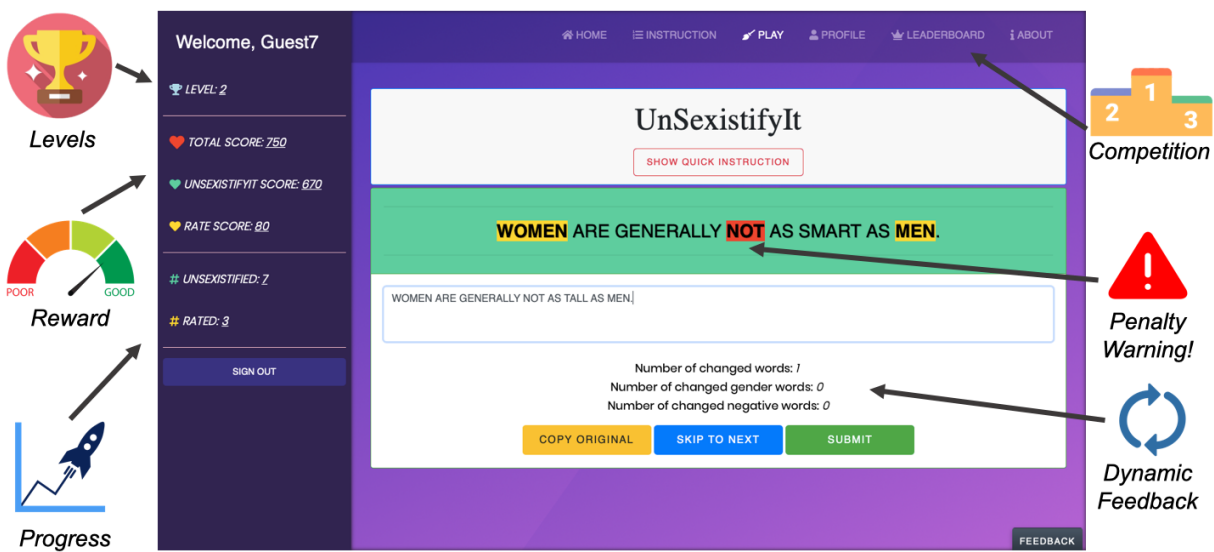 Levels
POOR
GOOD
Reward
Progress
Welcome, Guest7
LEVEL: 2
TOTAL SCORE: 750
UNSEXISTIFYIT SCORE: 670
RATE SCORE: 80
# UNSEXISTIFIED: 7
# RATED: 3
SIGN OUT
HOME INSTRUCTION PLAY PROFILE LEADERBOARD ABOUT
UnSexistifyIt
SHOW QUICK INSTRUCTION
WOMEN ARE GENERALLY NOT AS SMART AS MEN.
WOMEN ARE GENERALLY NOT AS TALL AS MEN.
Number of changed words: 1
Number of changed gender words: 0
Number of changed negative words: 0
COPY ORIGINAL SKIP TO NEXT SUBMIT
FEEDBACK
2 1 3
Competition
!
Penalty
Warning!
Dynamic
Feedback